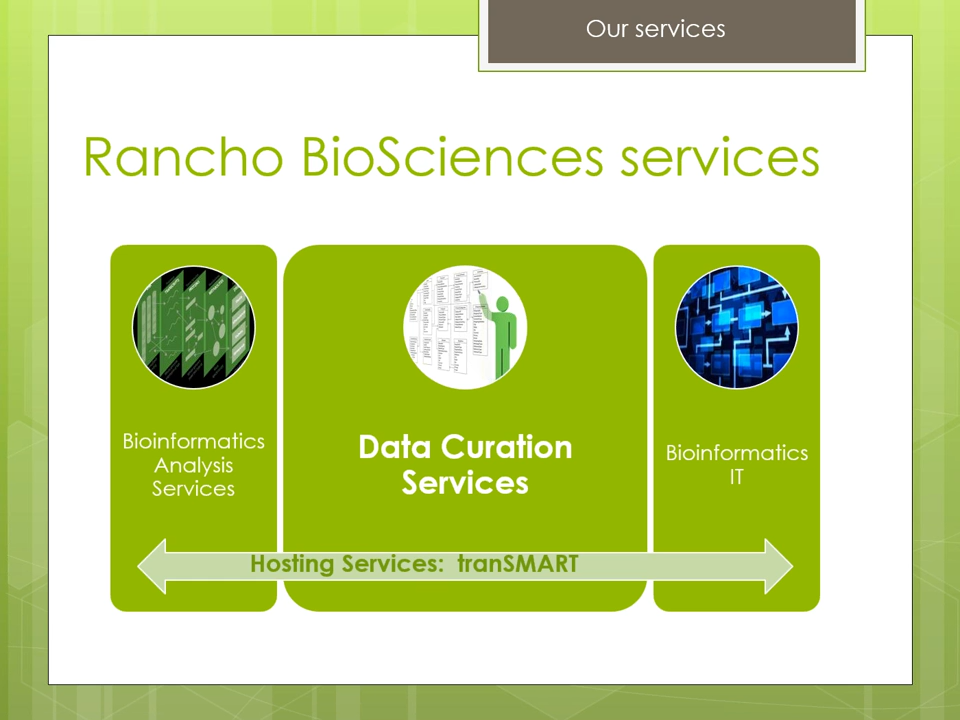 Our services
Rancho BioSciences services
Bioinformatics
Analysis
Services
Data Curation
Services
Bioinformatics
IT
Hosting Services:  tranSMART